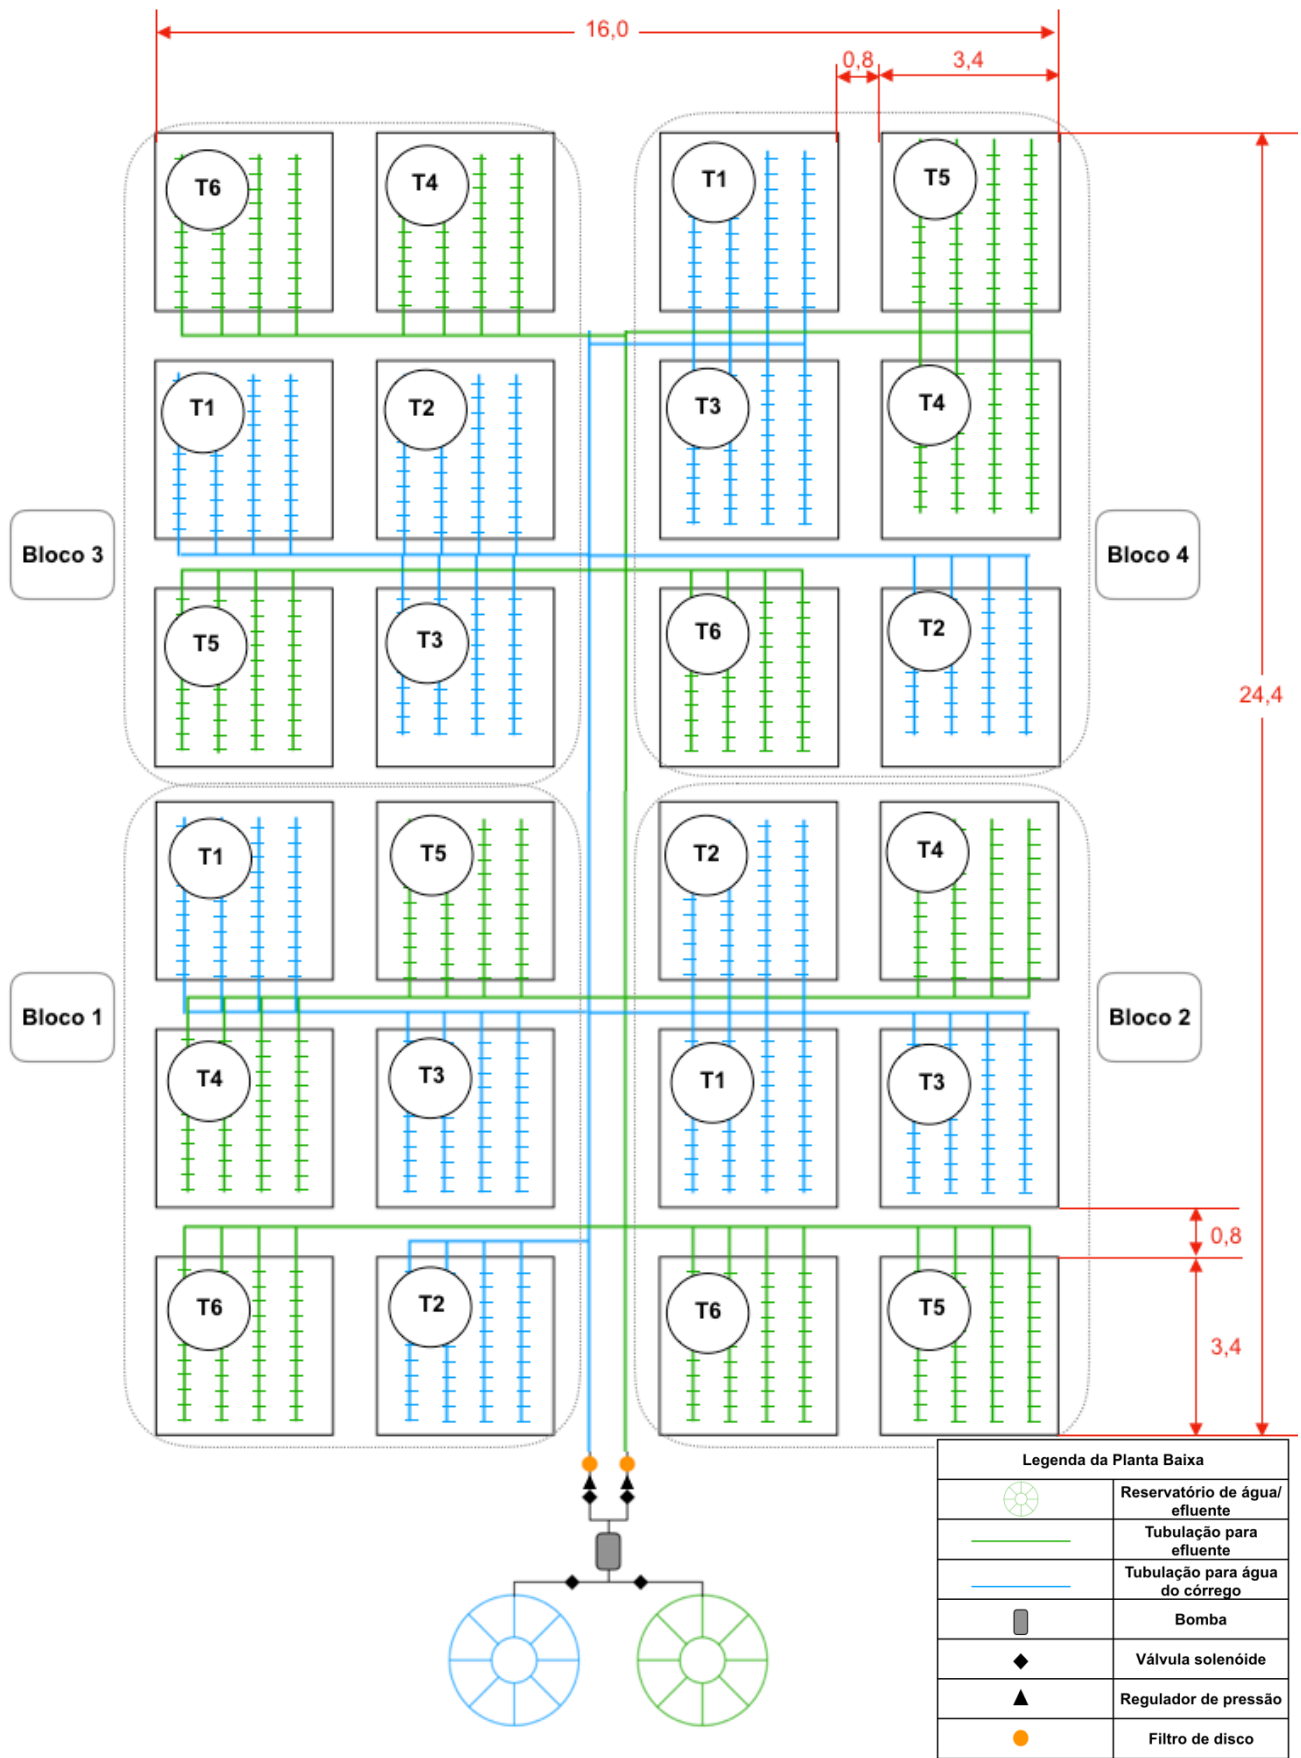 16,0
0,8
3,4
T6
T4
T1
T5
T1
T2
T3
T4
Bloco 3
Bloco 4
T5
T3
T6
T2
24,4
T1
T5
T2
T4
Bloco 1
Bloco 2
T4
T3
T1
T3
0,8
T6
T2
T6
T5
3,4
Legenda da Planta Baixa
Reservatório de água/
efluente
Tubulação para
efluente
Tubulação para água
do córrego
Bomba
Válvula solenóide
Regulador de pressão
Filtro de disco